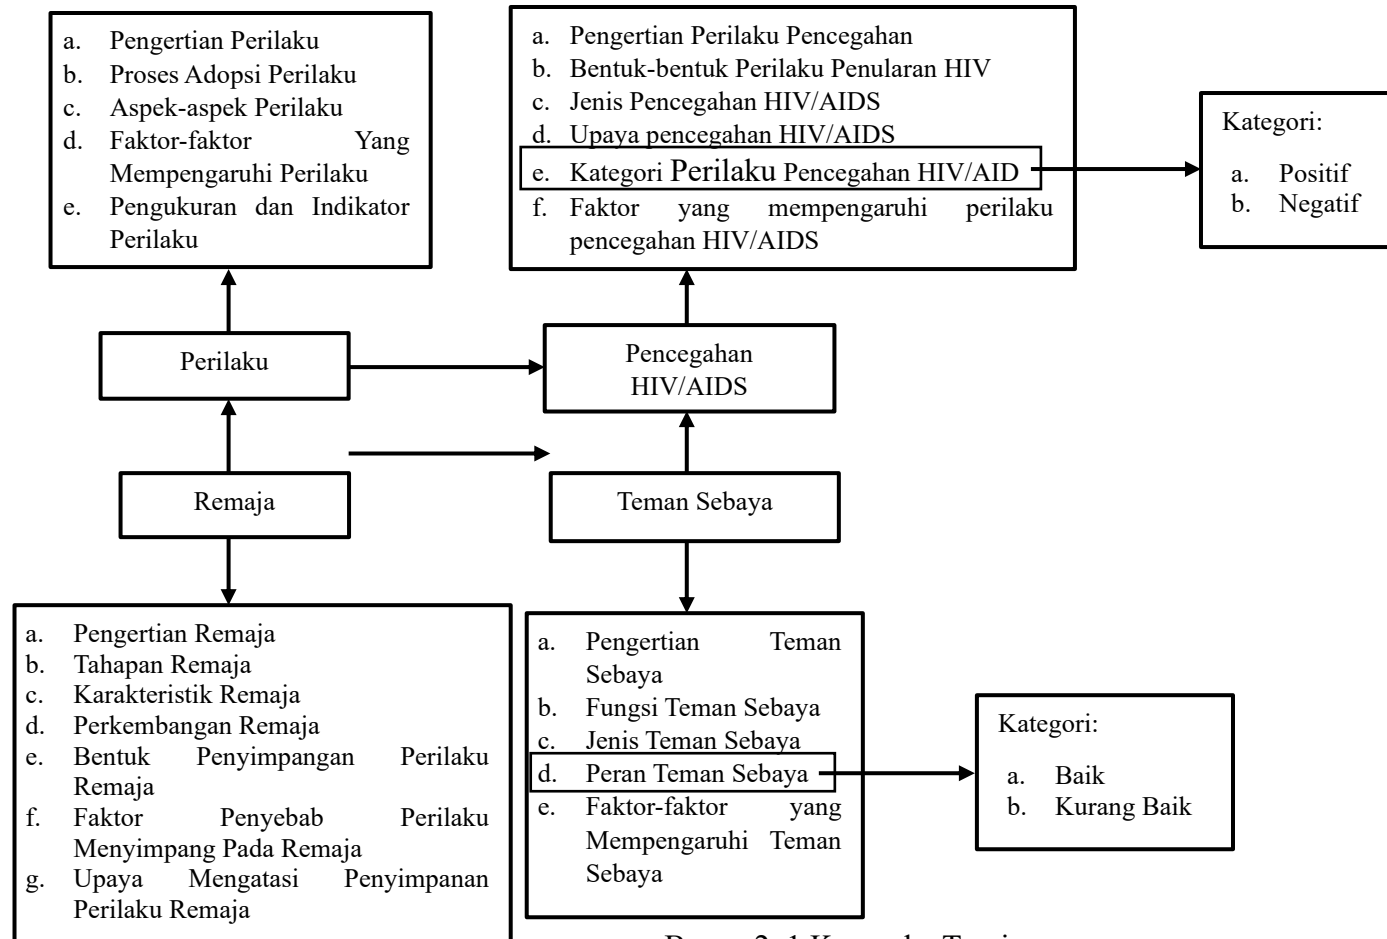 a. Pengertian Perilaku
b. Proses Adopsi Perilaku
c. Aspek-aspek Perilaku
d. Faktor-faktor Yang
Mempengaruhi Perilaku
e. Pengukuran dan Indikator
Perilaku
a. Pengertian Perilaku Pencegahan
b. Bentuk-bentuk Perilaku Penularan HIV
c. Jenis Pencegahan HIV/AIDS
d. Upaya pencegahan HIV/AIDS
e. Kategori Perilaku Pencegahan HIV/AID
f. Faktor yang mempengaruhi perilaku
pencegahan HIV/AIDS
Kategori:
a. Positif
b. Negatif
Perilaku
Pencegahan
HIV/AIDS
Remaja
Teman Sebaya
a. Pengertian Remaja
b. Tahapan Remaja
c. Karakteristik Remaja
d. Perkembangan Remaja
e. Bentuk Penyimpangan Perilaku
Remaja
f. Faktor Penyebab Perilaku
Menyimpang Pada Remaja
g. Upaya Mengatasi Penyimpanan
Perilaku Remaja
a. Pengertian Teman
Sebaya
b. Fungsi Teman Sebaya
c. Jenis Teman Sebaya
d. Peran Teman Sebaya
e. Faktor-faktor yang
Mempengaruhi Teman
Sebaya
Kategori:
a. Baik
b. Kurang Baik
2. 1